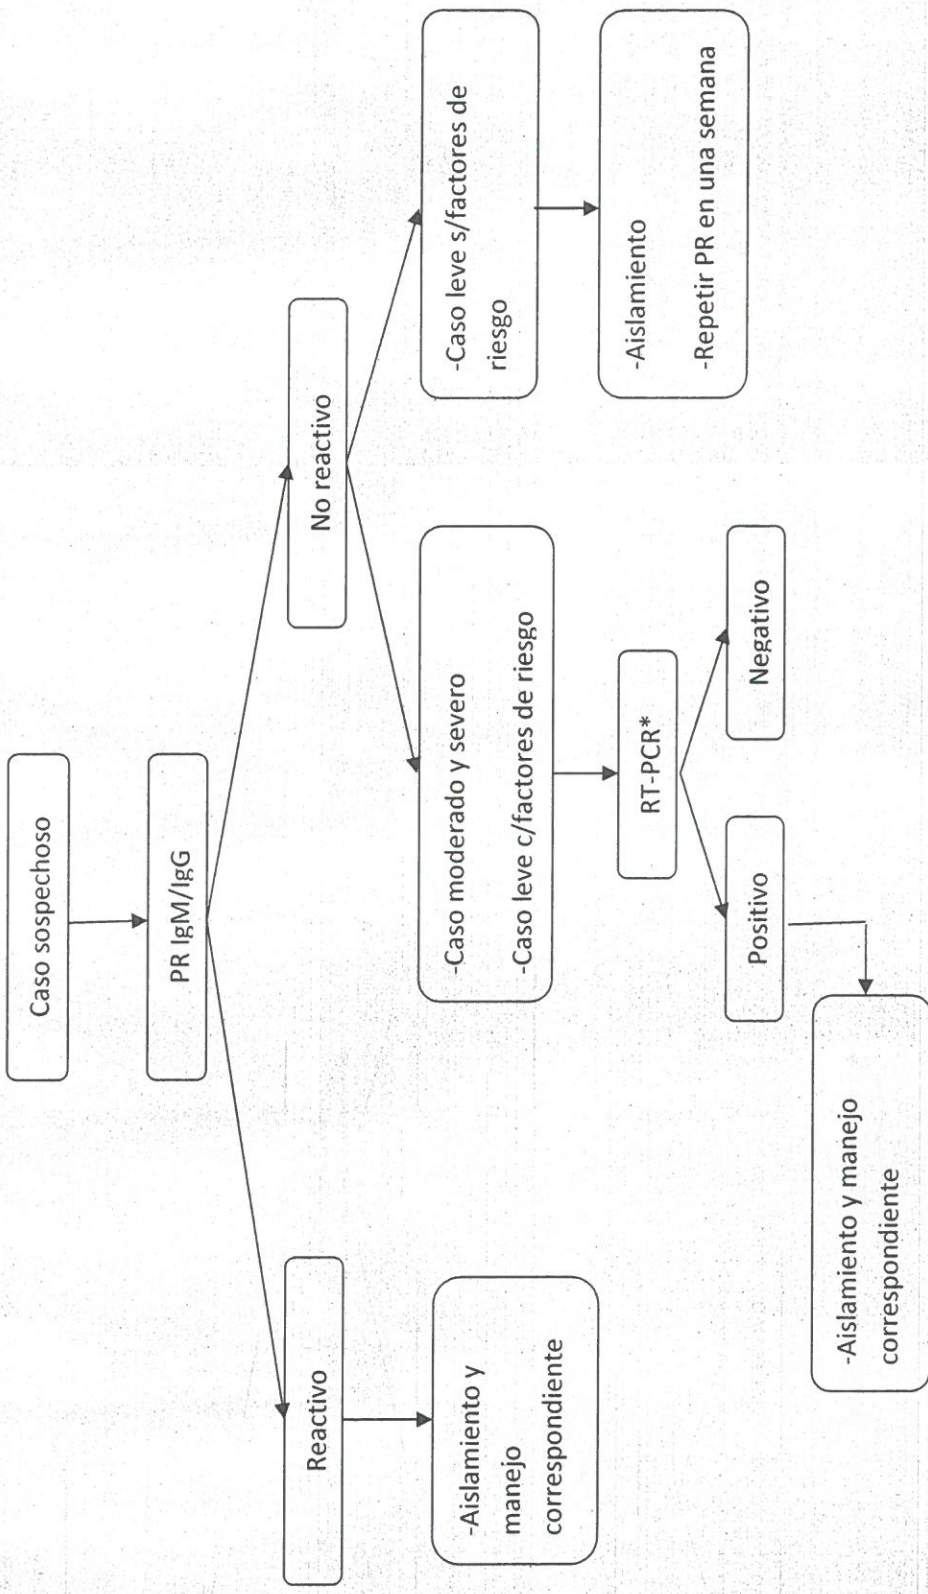 Caso sospechoso
PR IgM/IgG
Reactivo
No reactivo
-Aislamiento y
manejo
correspondiente
-Caso moderado y severo
-Caso leve c/factores de riesgo
-Caso leve s/factores de
riesgo
RT-PCR*
-Aislamiento
-Repetir PR en una semana
Positivo
Negativo
-Aislamiento y manejo
correspondiente